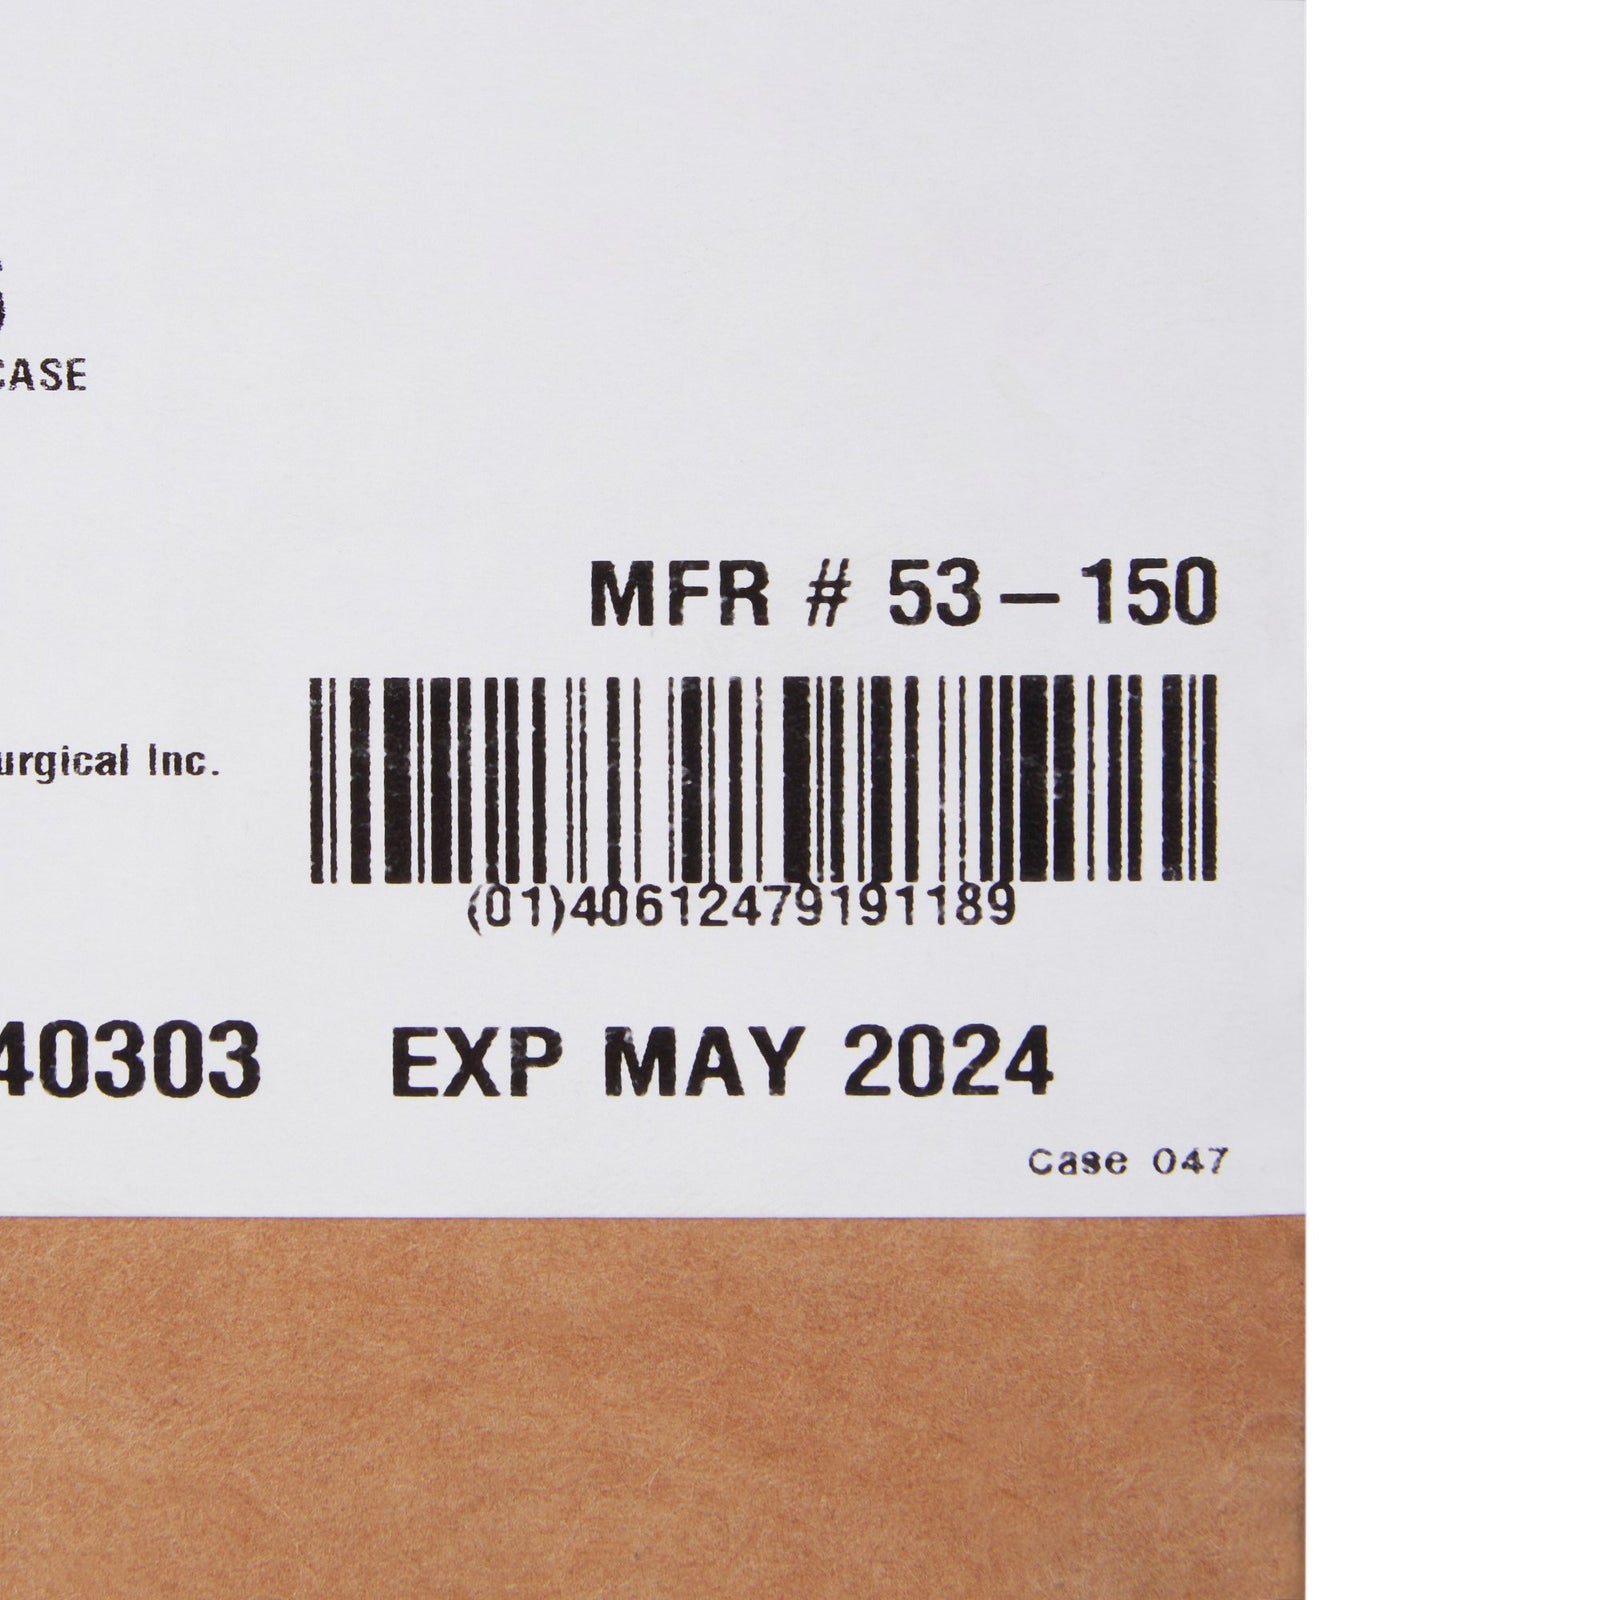 CASE
MFR # 53-150
urgical Inc.
(01)40612479191189
40303 EXP MAY 2024
Case 047